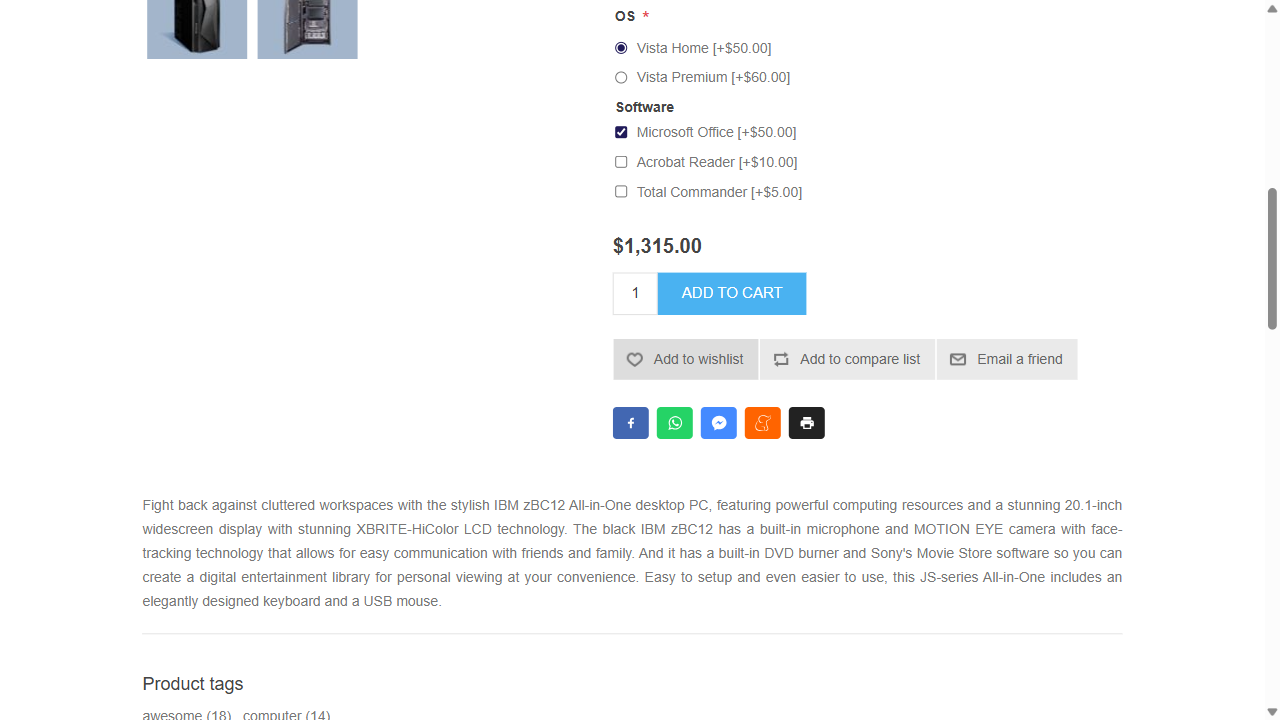 OS *
Vista Home [+$50.00]
Vista Premium [+$60.00]
Software
Microsoft Office [+$50.00]
Acrobat Reader [+$10.00]
Total Commander [+$5.00]
$1,315.00
1 ADD TO CART
Add to wishlist Add to compare list Email a friend
Fight back against cluttered workspaces with the stylish IBM zBC12 All-in-One desktop PC, featuring powerful computing resources and a stunning 20.1-inch
widescreen display with stunning XBRITE-HiColor LCD technology. The black IBM zBC12 has a built-in microphone and MOTION EYE camera with face-
tracking technology that allows for easy communication with friends and family. And it has a built-in DVD burner and Sony's Movie Store software so you can
create a digital entertainment library for personal viewing at your convenience. Easy to setup and even easier to use, this JS-series All-in-One includes an
elegantly designed keyboard and a USB mouse.
Product tags
awesome (18) , computer (14)